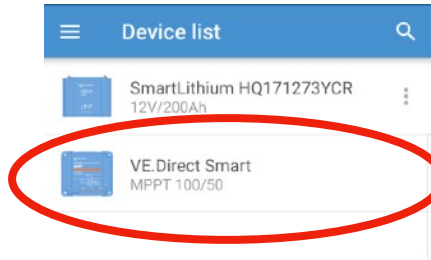 Device list
SmartLithium HQ171273YCR
12V/200Ah
VE.Direct Smart
MPPT 100/50